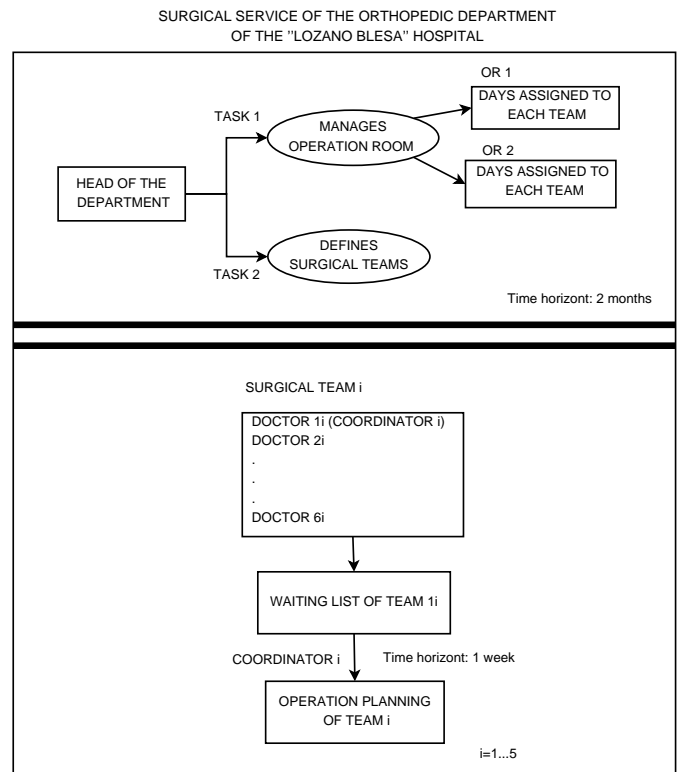 SURGICAL SERVICE OF THE ORTHOPEDIC DEPARTMENT
OF THE "LOZANO BLESA" HOSPITAL
OR 1
DAYS ASSIGNED TO
EACH TEAM
TASK 1
MANAGES
OPERATION ROOM
OR 2
DAYS ASSIGNED TO
EACH TEAM
HEAD OF THE
DEPARTMENT
DEFINES
SURGICAL TEAMS
TASK 2
Time horizont: 2 months
SURGICAL TEAM i
DOCTOR 1i (COORDINATOR i)
DOCTOR 2i
.
.
.
DOCTOR 6i
WAITING LIST OF TEAM 1i
COORDINATOR i
Time horizont: 1 week
OPERATION PLANNING
OF TEAM i
i=1...5